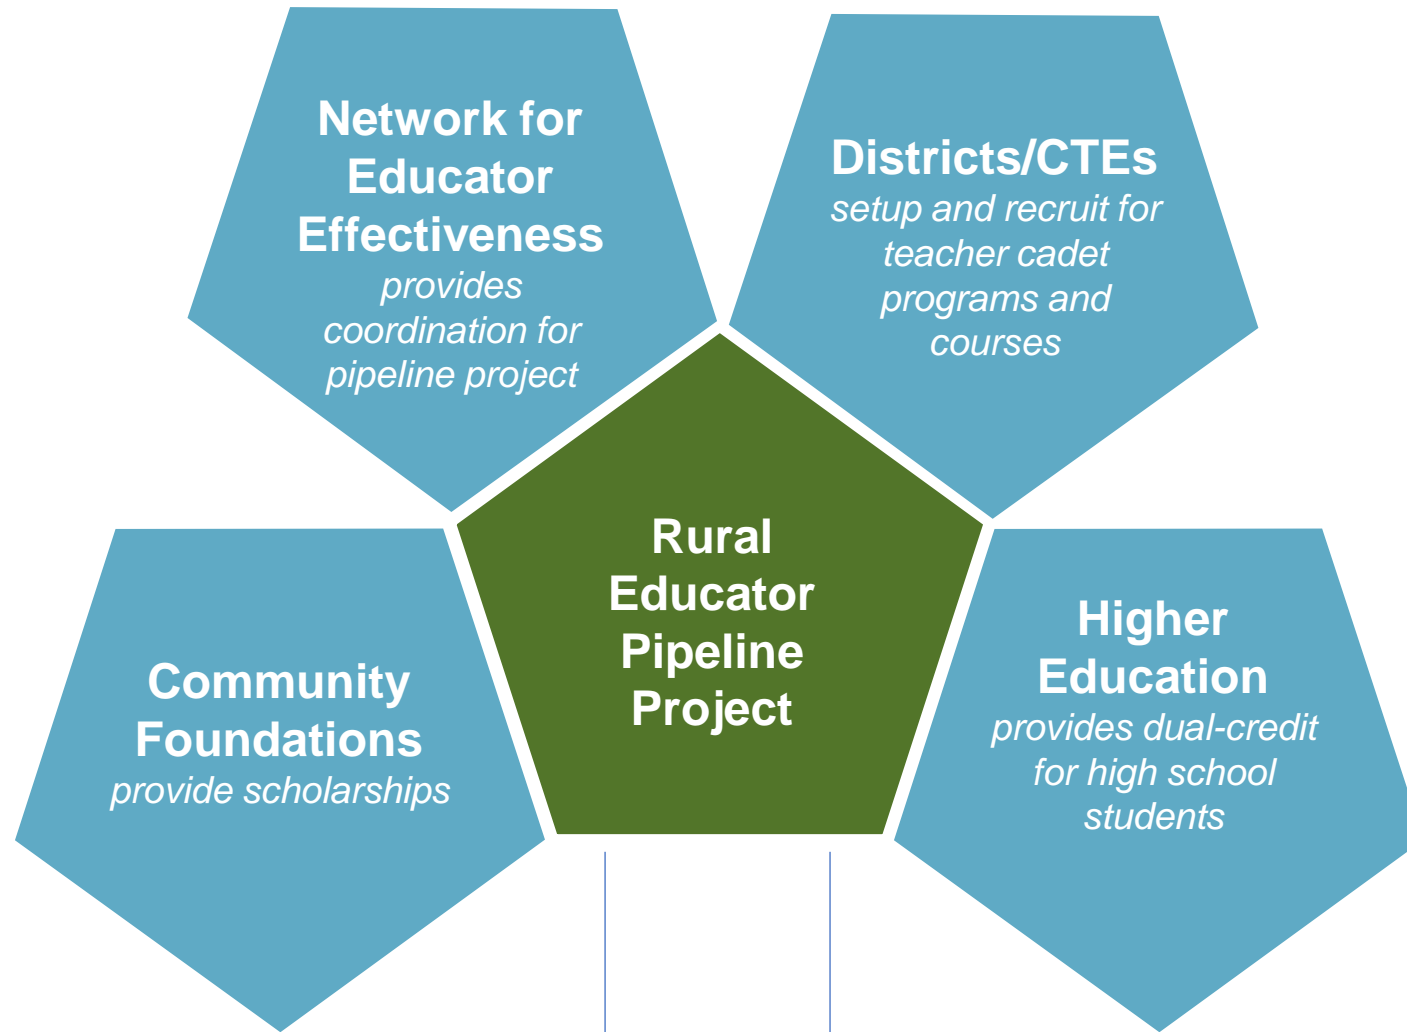 Network for
Educator
Effectiveness
provides
coordination for
pipeline project
Districts/CTEs
setup and recruit for
teacher cadet
programs and
courses
Rural
Educator
Pipeline
Project
Community
Foundations
provide scholarships
Higher
Education
provides dual-credit
for high school
students